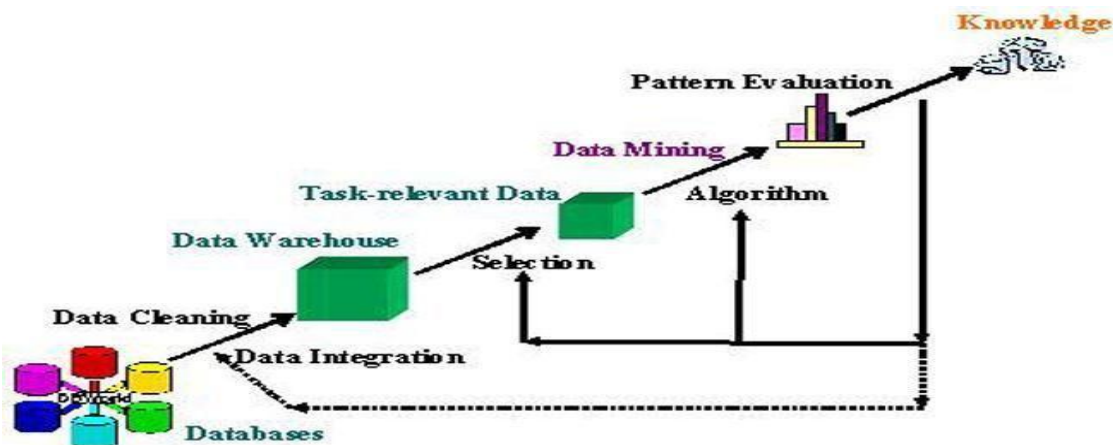 Knowledge
Pattern Evaluation
Data Mining
Task-relevant Data
Algorithm
Data Warehouse
Selection
Data Cleaning
Data Integration
Databases